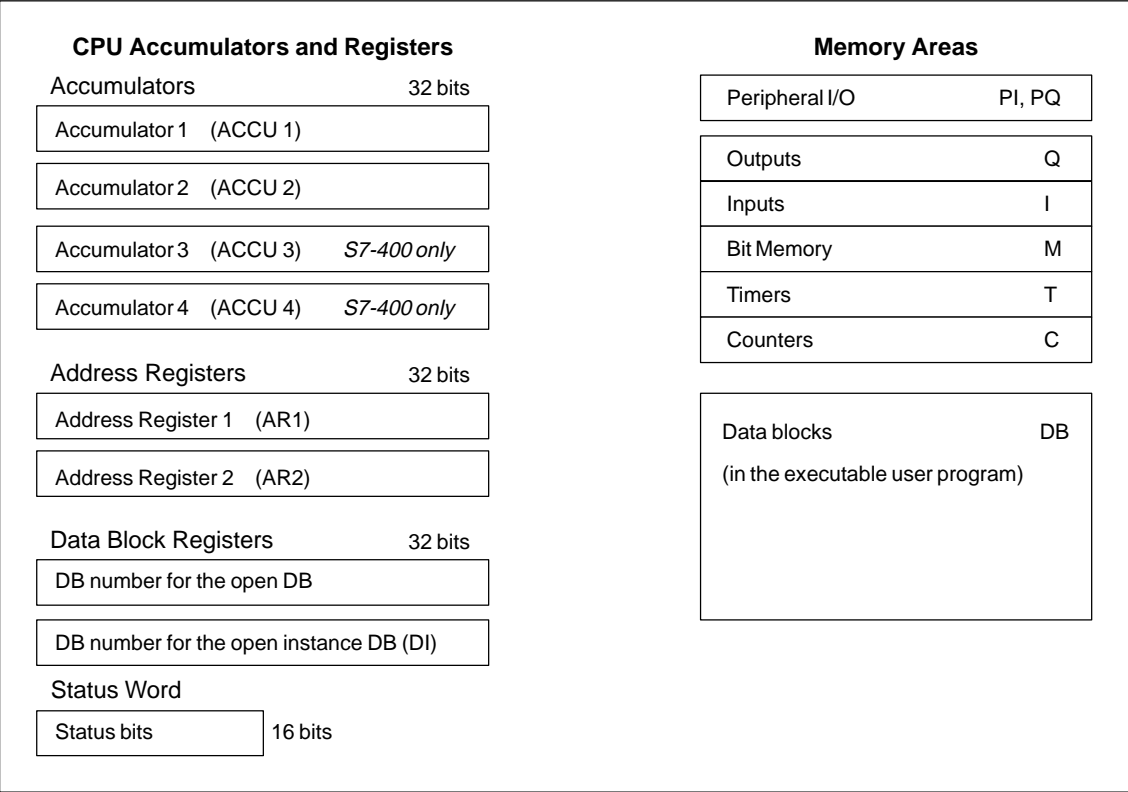 CPU Accumulators and Registers
Accumulators 32 bits
Accumulator 1 (ACCU 1)
Accumulator 2 (ACCU 2)
Accumulator 3 (ACCU 3) S7-400 only
Accumulator 4 (ACCU 4) S7-400 only
Address Registers 32 bits
Address Register 1 (AR1)
Address Register 2 (AR2)
Data Block Registers 32 bits
DB number for the open DB
DB number for the open instance DB (DI)
Status Word
Status bits 16 bits
Memory Areas
Peripheral I/O PI, PQ
Outputs Q
Inputs I
Bit Memory M
Timers T
Counters C
Data blocks DB
(in the executable user program)